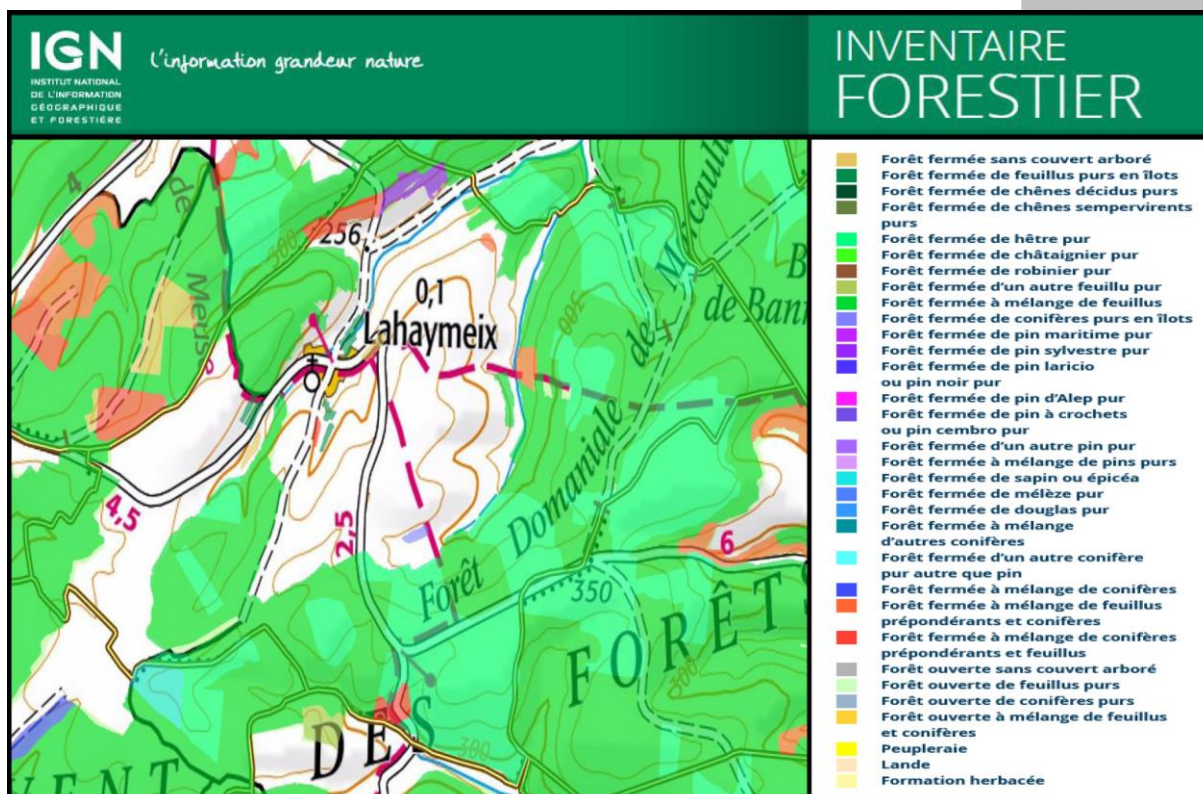 IGN
INSTITUT NATIONAL
DE L'INFORMATION
GÉOGRAPHIQUE
ET FORESTIÈRE
l'information grandeur nature
INVENTAIRE
FORESTIER
4
de
Meus
256
300
0,1
Lahaymeix
B
de Bann
Forêt Domaniale de Marcaulieu
300
4,5
2,5
6
350
FORÊTS
300
DES
300
VENT
Forêt fermée sans couvert arboré
Forêt fermée de feuillus purs en îlots
Forêt fermée de chênes décidus purs
Forêt fermée de chênes sempervirents
purs
Forêt fermée de hêtre pur
Forêt fermée de châtaignier pur
Forêt fermée de robinier pur
Forêt fermée d'un autre feuillu pur
Forêt fermée à mélange de feuillus
Forêt fermée de conifères purs en îlots
Forêt fermée de pin maritime pur
Forêt fermée de pin sylvestre pur
Forêt fermée de pin laricio
ou pin noir pur
Forêt fermée de pin d'Alep pur
Forêt fermée de pin à crochets
ou pin cembro pur
Forêt fermée d'un autre pin pur
Forêt fermée à mélange de pins purs
Forêt fermée de sapin ou épicéa
Forêt fermée de mélèze pur
Forêt fermée de douglas pur
Forêt fermée à mélange
d'autres conifères
Forêt fermée d'un autre conifère
pur autre que pin
Forêt fermée à mélange de conifères
Forêt fermée à mélange de feuillus
prépondérants et conifères
Forêt fermée à mélange de conifères
prépondérants et feuillus
Forêt ouverte sans couvert arboré
Forêt ouverte de feuillus purs
Forêt ouverte de conifères purs
Forêt ouverte à mélange de feuillus
et conifères
Peupleraie
Lande
Formation herbacée